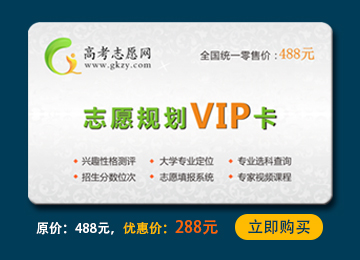 高考志愿网
www.gkzy.com
全国统一零售价:488元
志愿规划VIP卡
• 兴趣性格测评 • 大学专业定位 • 专业选科查询
• 招生分数位次 • 志愿填报系统 • 专家视频课程
原价：488元，优惠价：288元 立即购买